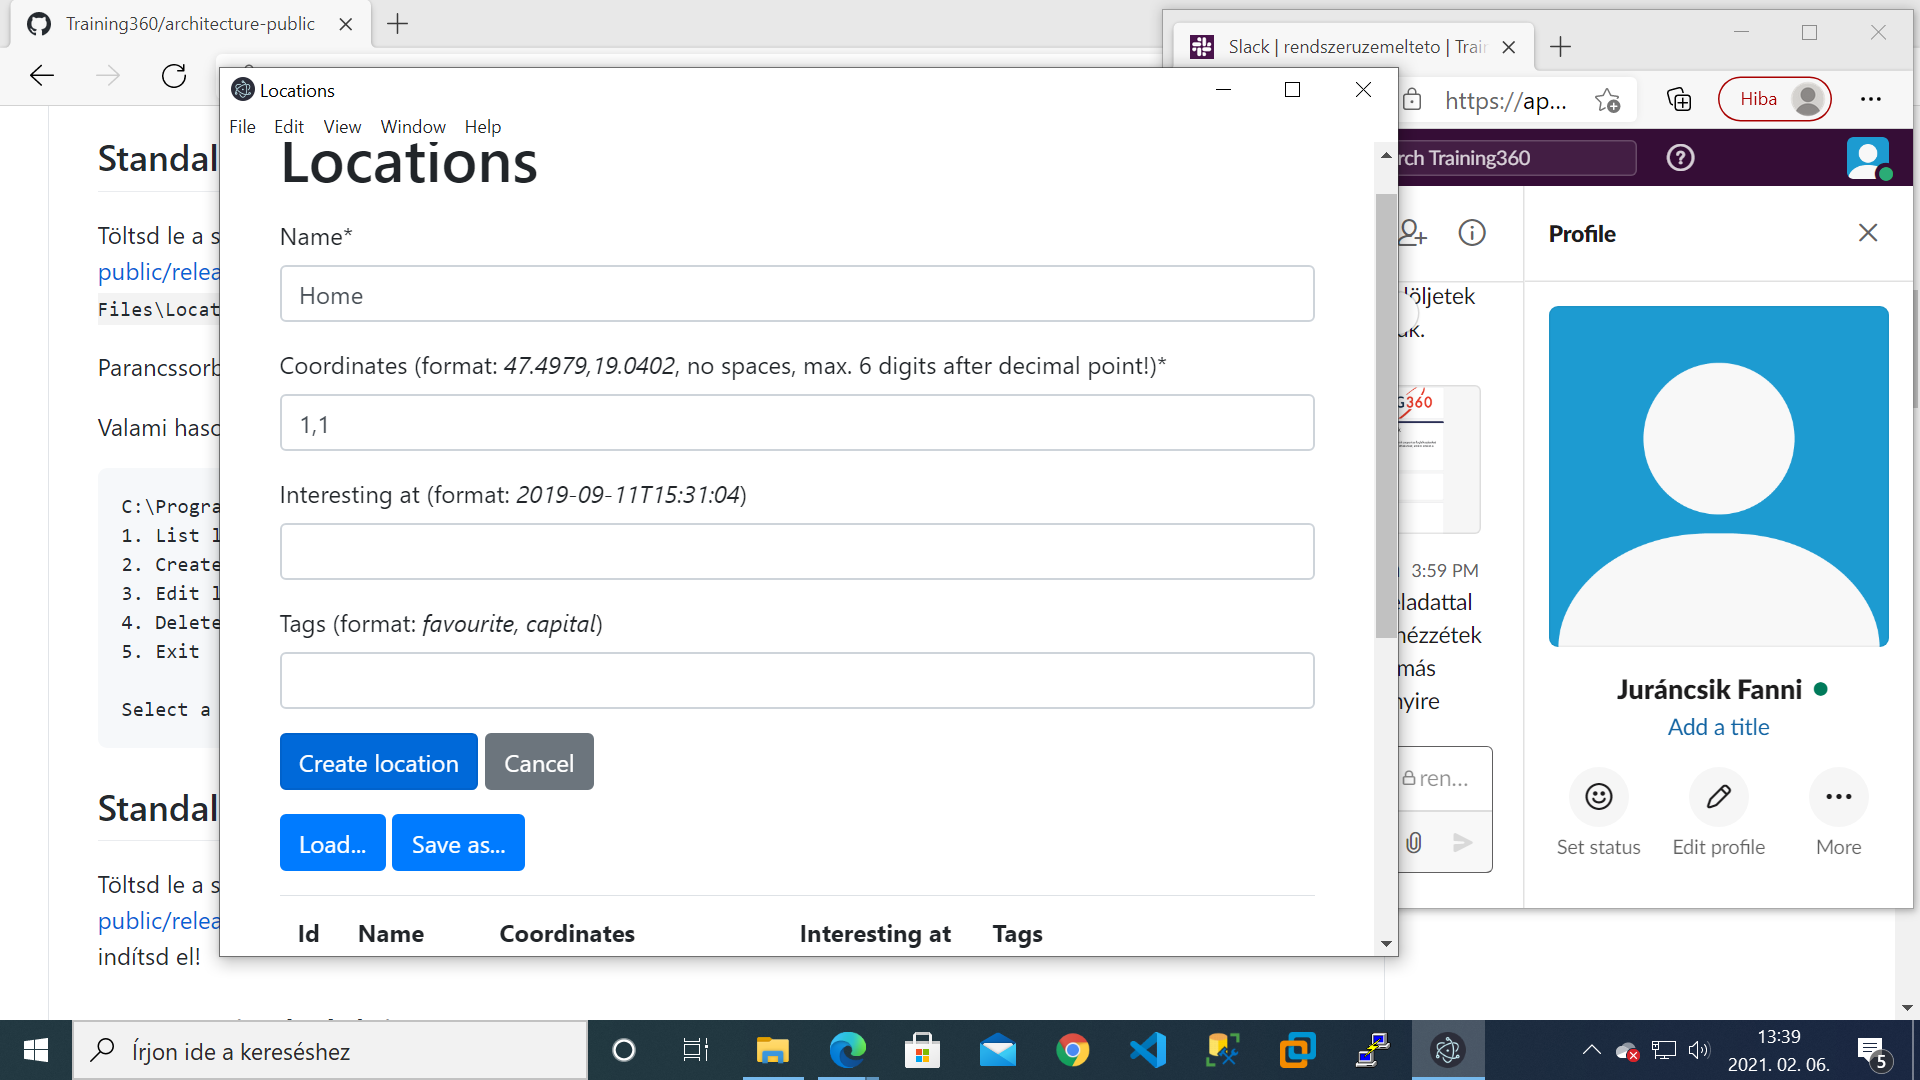 Training360/architecture-public
Slack | rendszeruzemelteto | Trai
https://ap...
Hiba
Locations
File Edit View Window Help
Locations
Name*
Home
Coordinates (format: 47.4979,19.0402, no spaces, max. 6 digits after decimal point!)*
1,1
Interesting at (format: 2019-09-11T15:31:04)
Tags (format: favourite, capital)
Create location Cancel
Load... Save as...
Id Name Coordinates Interesting at Tags
Standal
Töltsd le a s
public/relea
Files\Locat
Parancssorb
Valami hasc
C:\Progra
1. List l
2. Create
3. Edit l
4. Delete
5. Exit
Select a
Standal
Töltsd le a s
public/relea
indítsd el!
rch Training360
Profile
döljetek
uk.
G360
3:59 PM
eladattal
nézzétek
más
nyire
ren...
Juráncsik Fanni
Add a title
Set status Edit profile More
Írjon ide a kereséshez
13:39
2021. 02. 06.
5